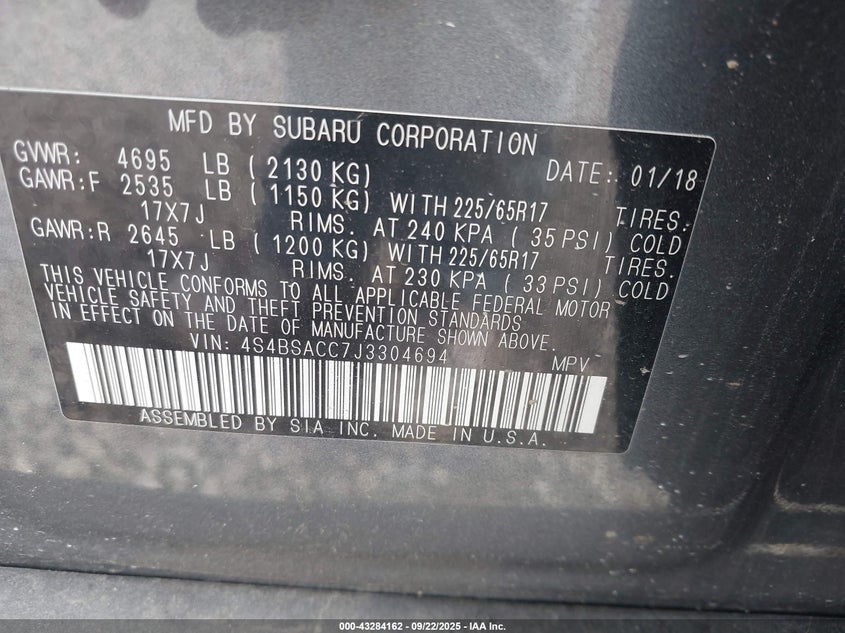 MFD BY SUBARU CORPORATION
GVWR: 4695 LB (2130 KG) DATE: 01/18
GAWR:F 2535 LB (1150 KG) WITH 225/65R17 TIRES.
17X7J RIMS. AT 240 KPA (35 PSI) COLD
GAWR:R 2645 LB (1200 KG) WITH 225/65R17 TIRES.
17X7J RIMS. AT 230 KPA (33 PSI) COLD
THIS VEHICLE CONFORMS TO ALL APPLICABLE FEDERAL MOTOR
VEHICLE SAFETY AND THEFT PREVENTION STANDARDS
IN EFFECT ON THE DATE OF MANUFACTURE SHOWN ABOVE.
VIN: 4S4BSACC7J3304694 MPV
ASSEMBLED BY SIA INC. MADE IN U.S.A.
000-43284162 - 09/22/2025 - IAA Inc.